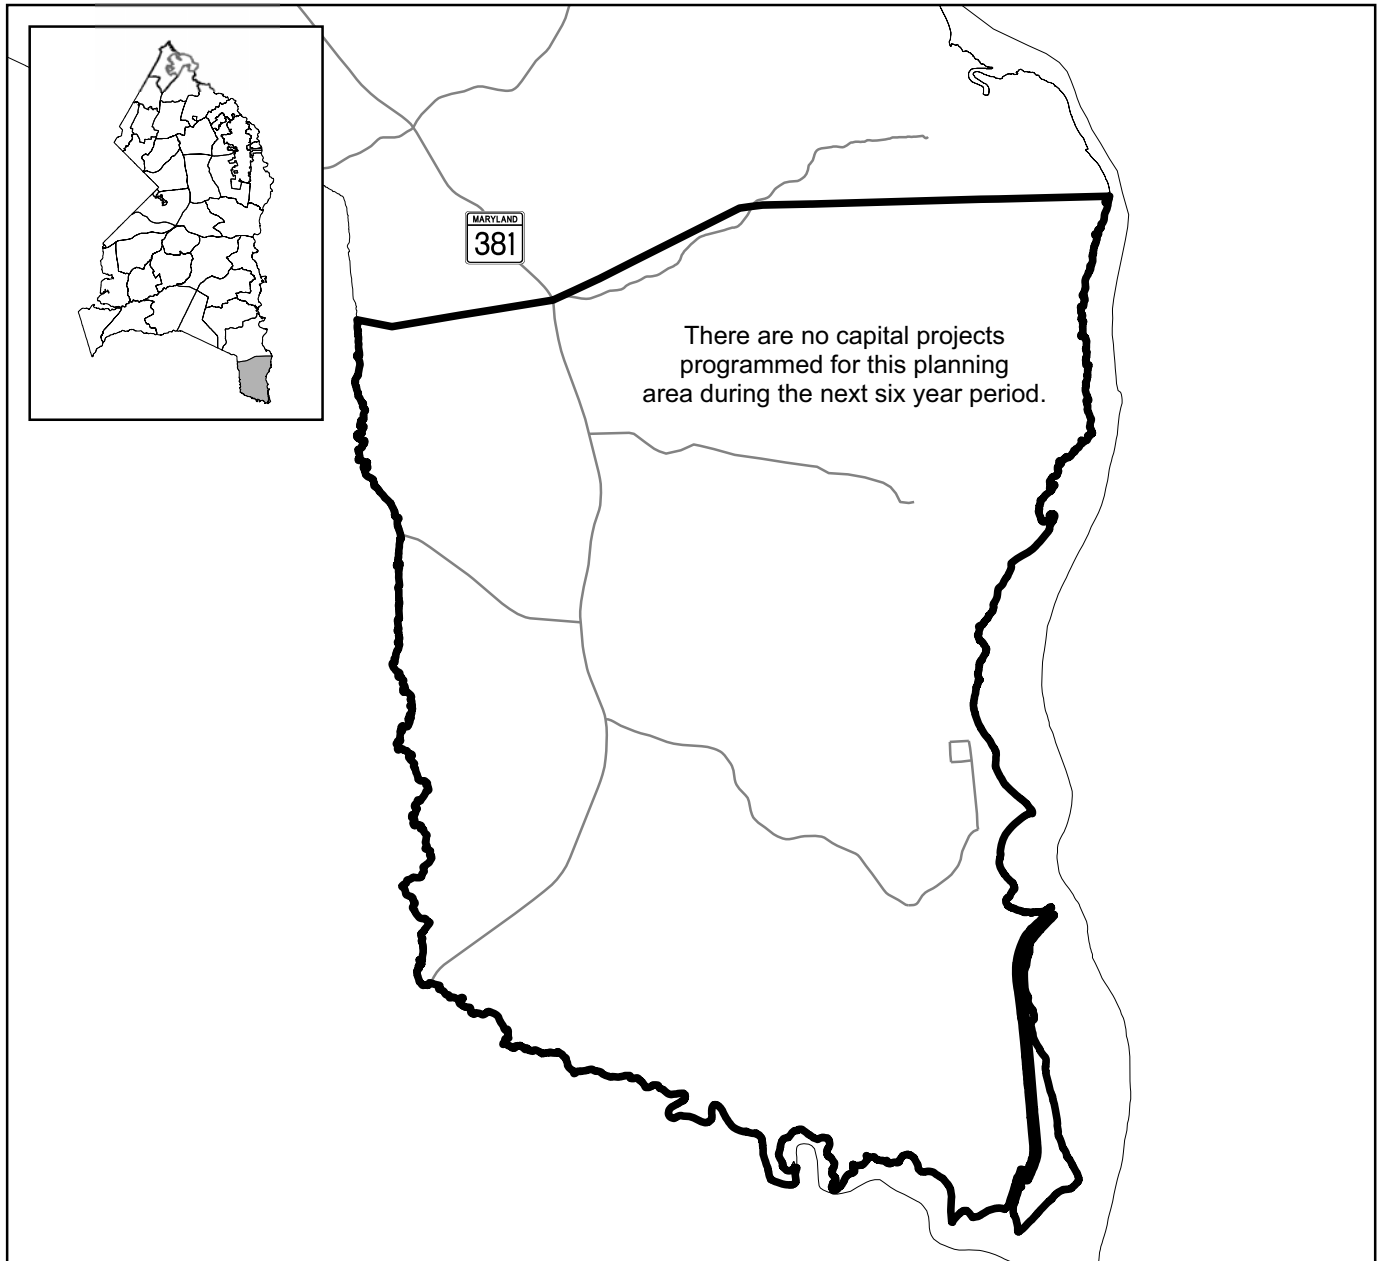 MARYLAND
381
There are no capital projects
programmed for this planning
area during the next six year period.